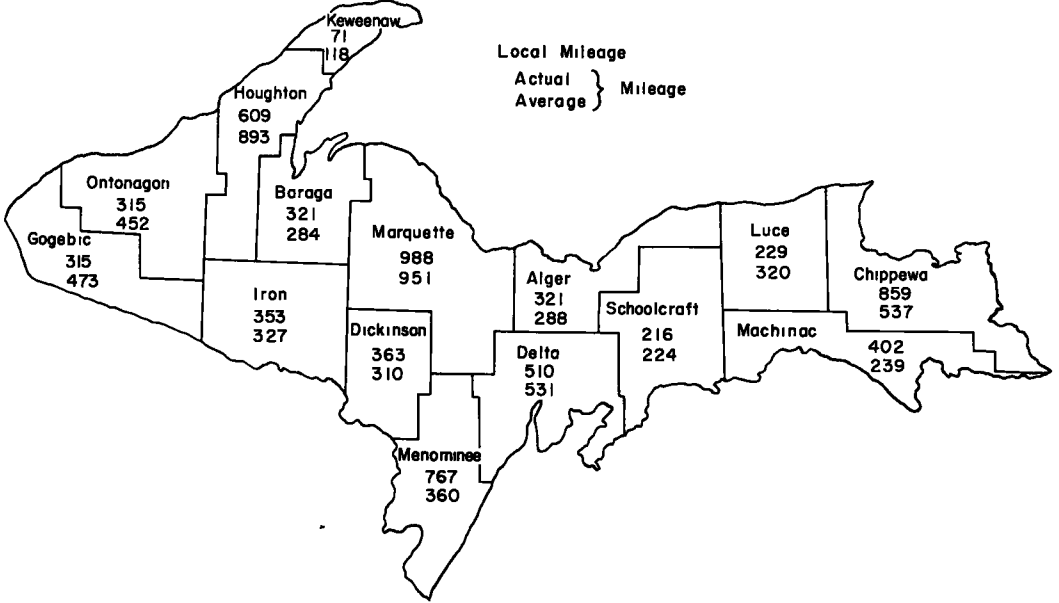 Keweenaw
71
118
Local Mileage
Actual
Average
} Mileage
Houghton
609
893
Ontonagon
315
452
Baraga
321
284
Gogebic
315
473
Marquette
988
951
Luce
229
320
Alger
321
288
Chippewa
859
537
Iron
353
327
Schoolcraft
216
224
Dickinson
363
310
Machinac
402
239
Delta
510
531
Menominee
767
360